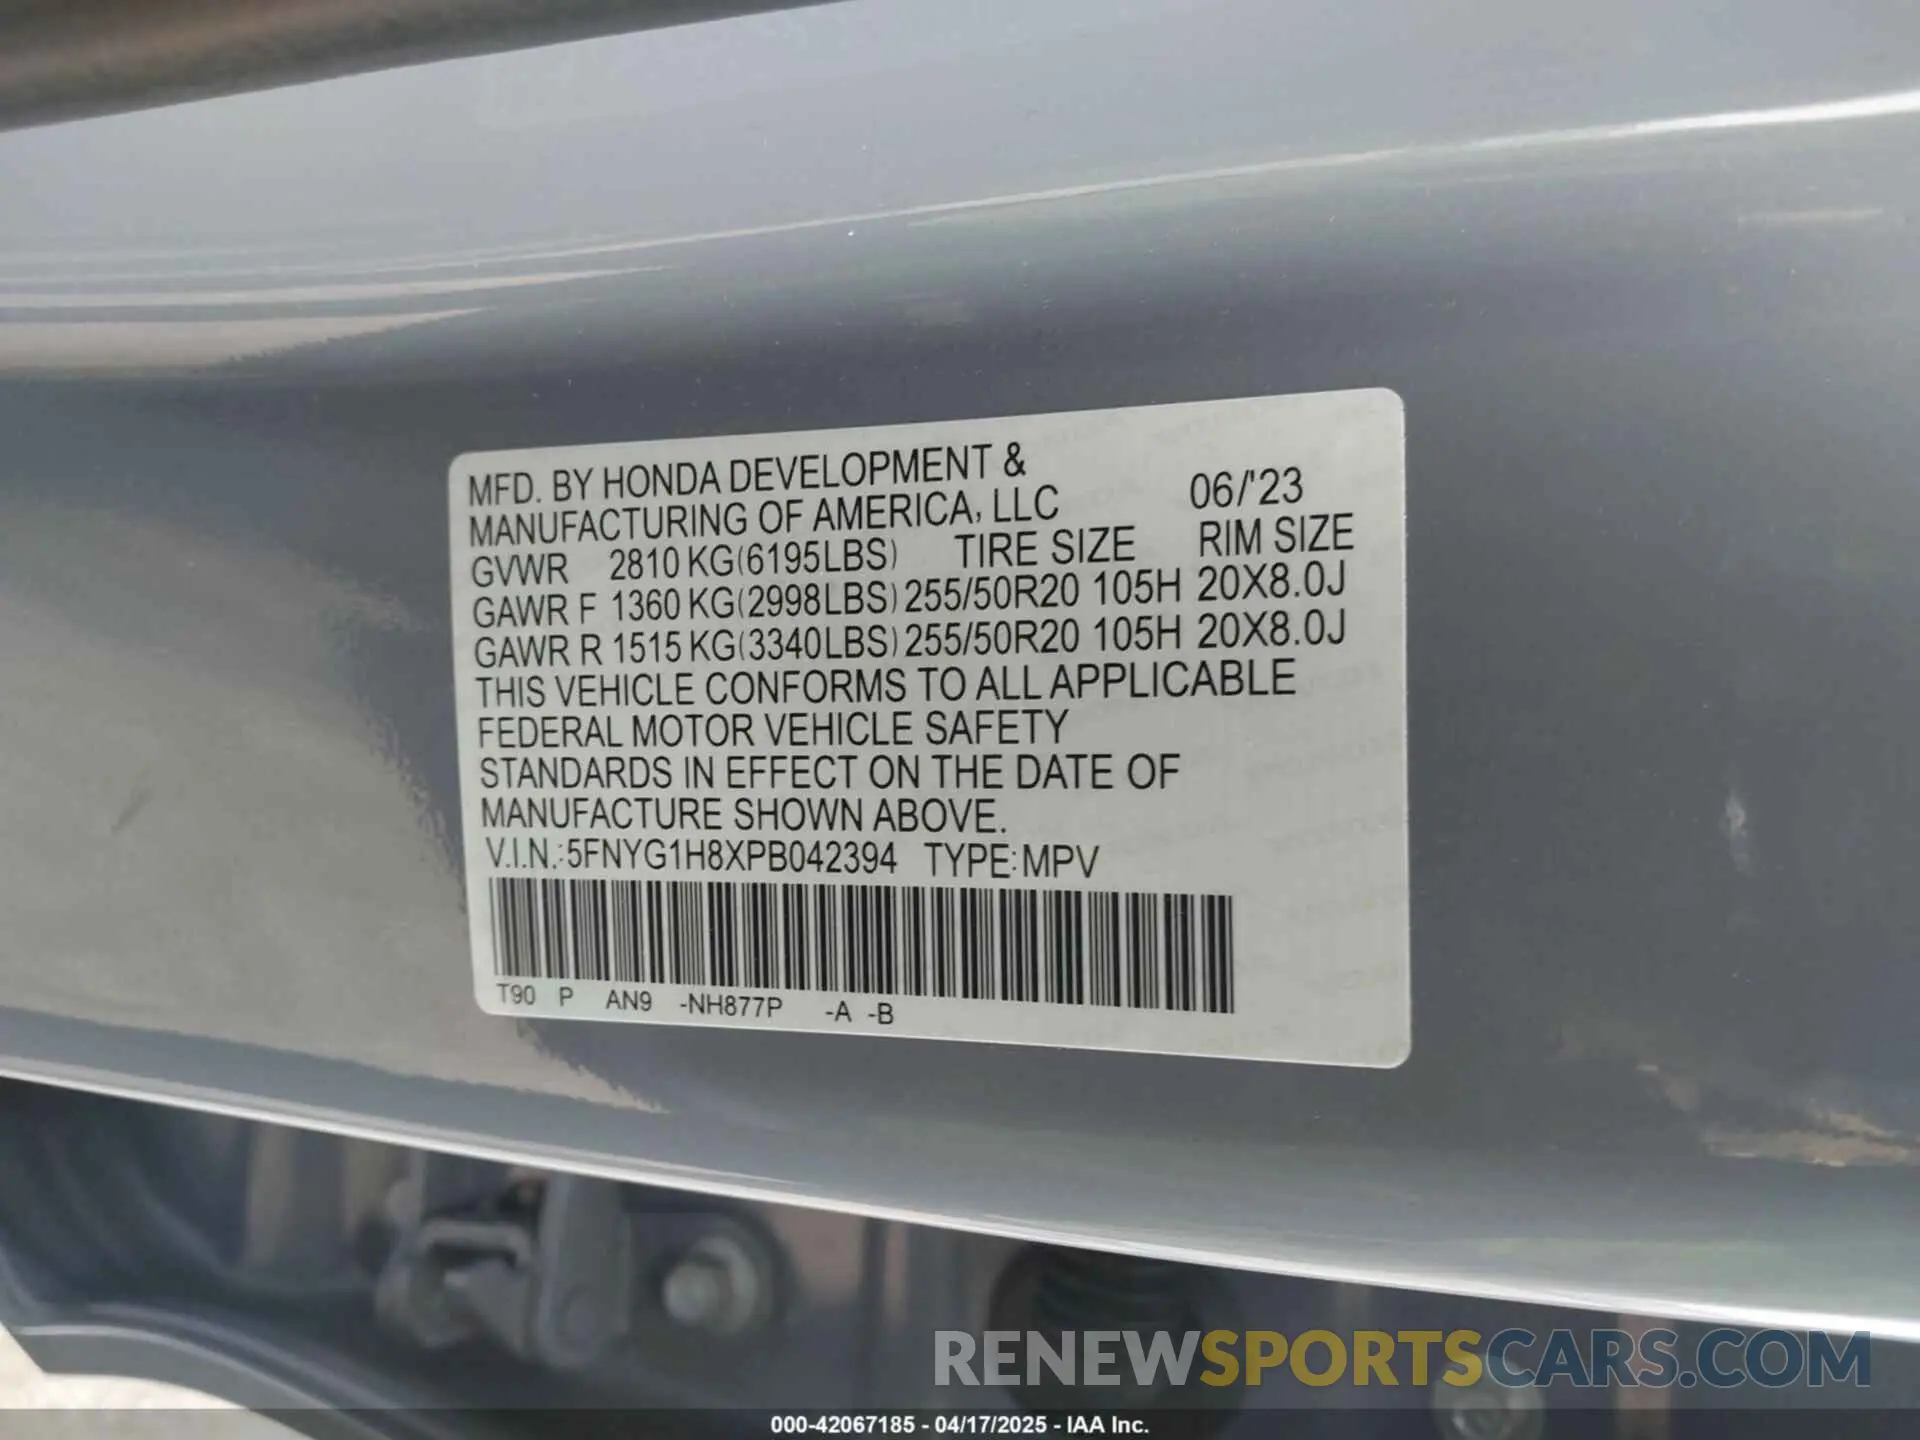 MFD. BY HONDA DEVELOPMENT &
MANUFACTURING OF AMERICA, LLC 06/'23
GVWR 2810 KG(6195LBS) TIRE SIZE RIM SIZE
GAWR F 1360 KG(2998LBS) 255/50R20 105H 20X8.0J
GAWR R 1515 KG(3340LBS) 255/50R20 105H 20X8.0J
THIS VEHICLE CONFORMS TO ALL APPLICABLE
FEDERAL MOTOR VEHICLE SAFETY
STANDARDS IN EFFECT ON THE DATE OF
MANUFACTURE SHOWN ABOVE.
V.I.N.:5FNYG1H8XPB042394 TYPE:MPV
T90 P AN9 -NH877P -A -B
RENEWSPORTSCARS.COM
000-42067185 - 04/17/2025 - IAA Inc.